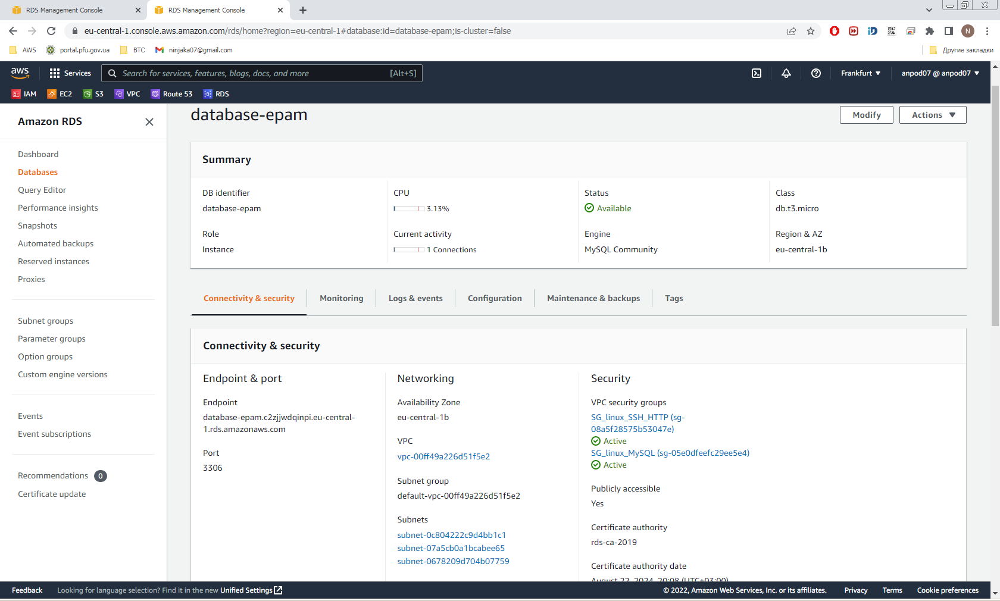 RDS Management Console
RDS Management Console
eu-central-1.console.aws.amazon.com/rds/home?region=eu-central-1#database:id=database-epam;is-cluster=false
N
AWS
portal.pfu.gov.ua
BTC
ninjaka07@gmail.com
Другие закладки
aws
Services
Search for services, features, blogs, docs, and more
[Alt+S]
Frankfurt
anpod07 @ anpod07
IAM
EC2
S3
VPC
Route 53
RDS
Amazon RDS
Dashboard
Databases
Query Editor
Performance insights
Snapshots
Automated backups
Reserved instances
Proxies
Subnet groups
Parameter groups
Option groups
Custom engine versions
Events
Event subscriptions
Recommendations 0
Certificate update
database-epam
Modify
Actions
Summary
DB identifier
database-epam
CPU
3.13%
Status
Available
Class
db.t3.micro
Role
Instance
Current activity
1 Connections
Engine
MySQL Community
Region & AZ
eu-central-1b
Connectivity & security
Monitoring
Logs & events
Configuration
Maintenance & backups
Tags
Connectivity & security
Endpoint & port
Endpoint
database-epam.c2zjjwdqinpi.eu-central-
1.rds.amazonaws.com
Port
3306
Networking
Availability Zone
eu-central-1b
VPC
vpc-00ff49a226d51f5e2
Subnet group
default-vpc-00ff49a226d51f5e2
Subnets
subnet-0c804222c9d4bb1c1
subnet-07a5cb0a1bcabee65
subnet-0678209d704b07759
Security
VPC security groups
SG_linux_SSH_HTTP (sg-
08a5f28575b53047e)
Active
SG_linux_MySQL (sg-05e0dfeefc29ee5e4)
Active
Publicly accessible
Yes
Certificate authority
rds-ca-2019
Certificate authority date
August 22, 2024, 20:08 (UTC+03:00)
Feedback
Looking for language selection? Find it in the new Unified Settings
© 2022, Amazon Web Services, Inc. or its affiliates.
Privacy
Terms
Cookie preferences